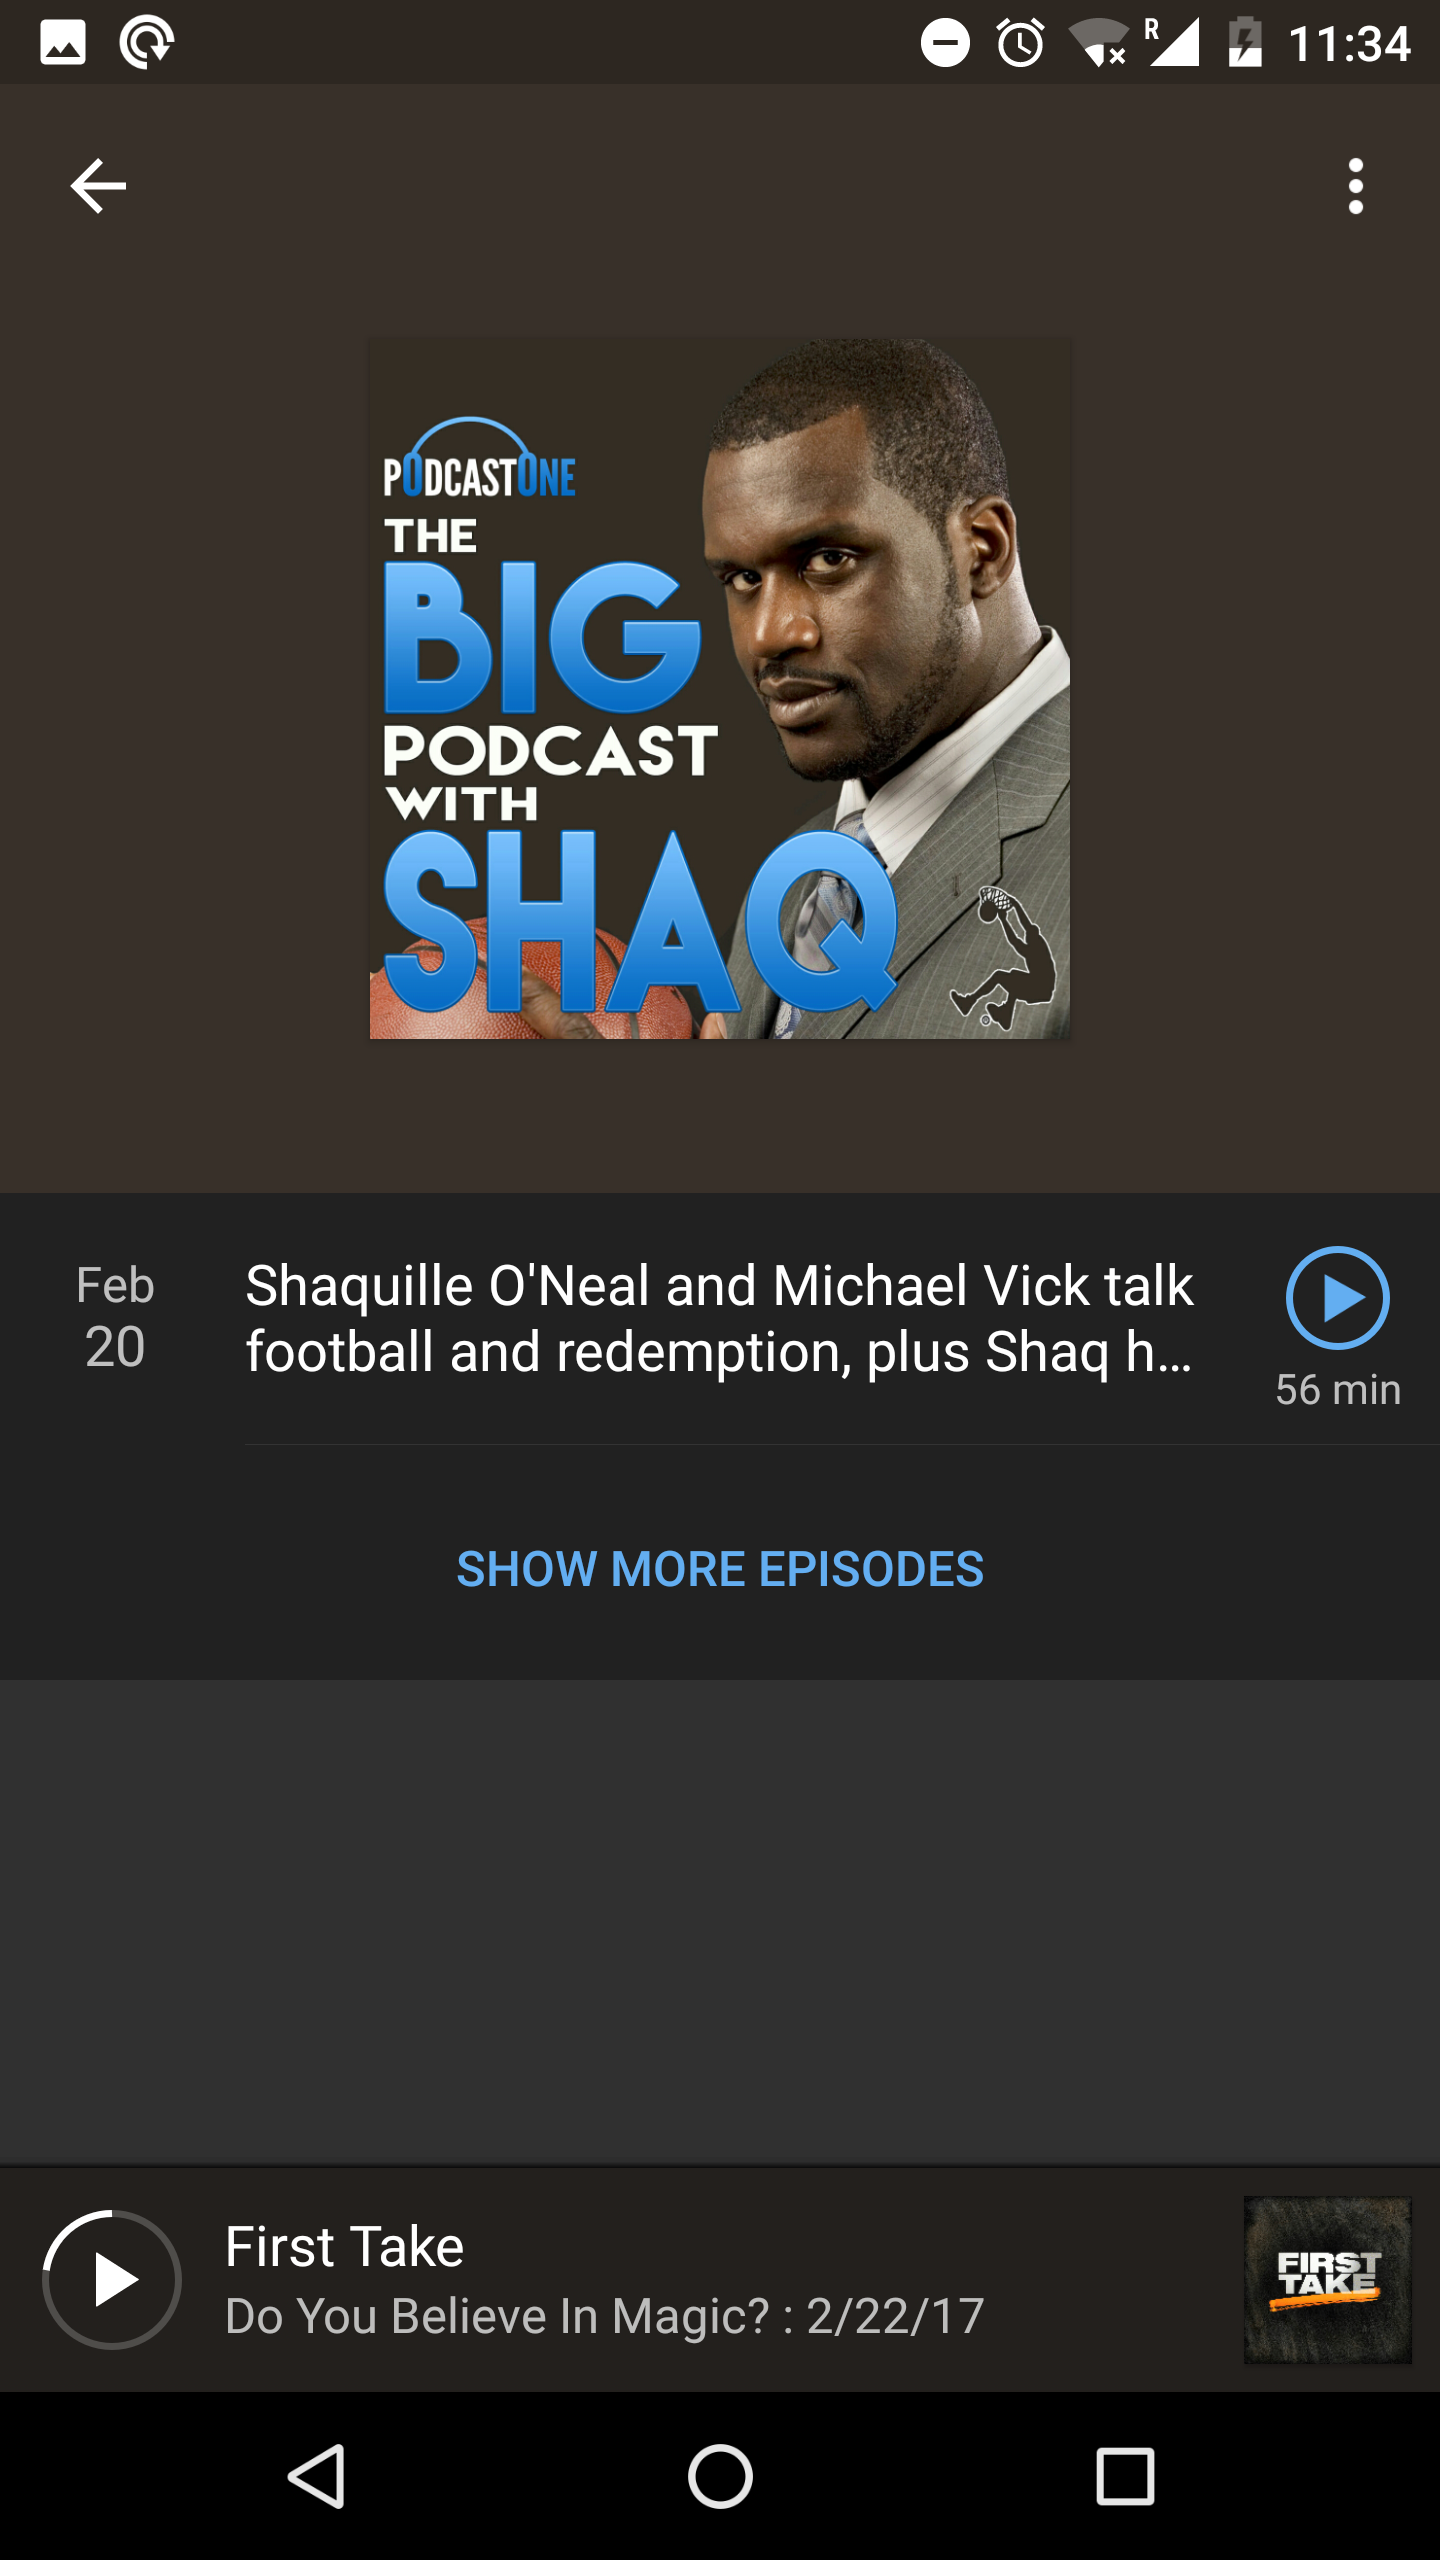 R
11:34
PODCASTONE
THE
BIG
PODCAST
WITH
SHAQ
Feb
20
Shaquille O'Neal and Michael Vick talk
football and redemption, plus Shaq h...
56 min
SHOW MORE EPISODES
First Take
Do You Believe In Magic? : 2/22/17
FIRST
TAKE